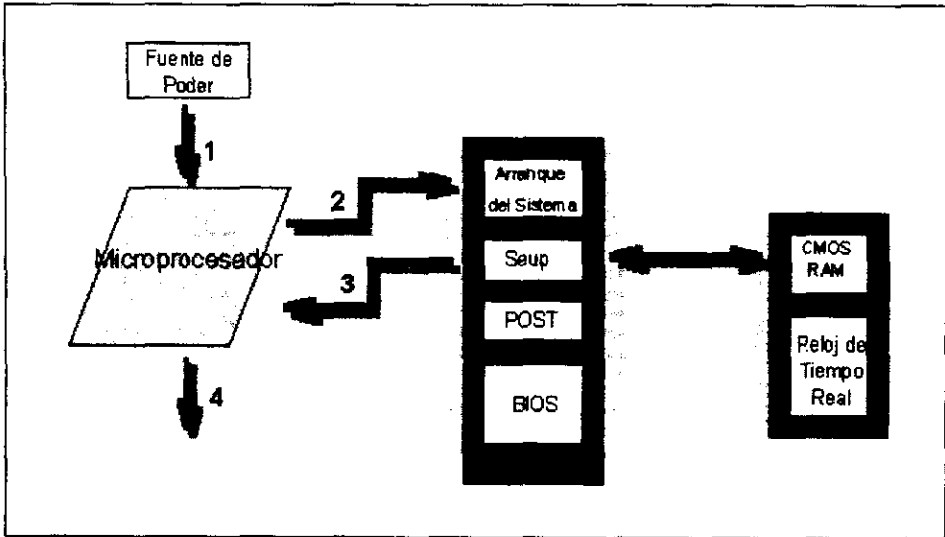 Fuente de
Poder
1
2
Microprocesador
3
4
Arranque
del Sistema
Seup
POST
BIOS
CMOS
RAM
Reloj de
Tiempo
Real